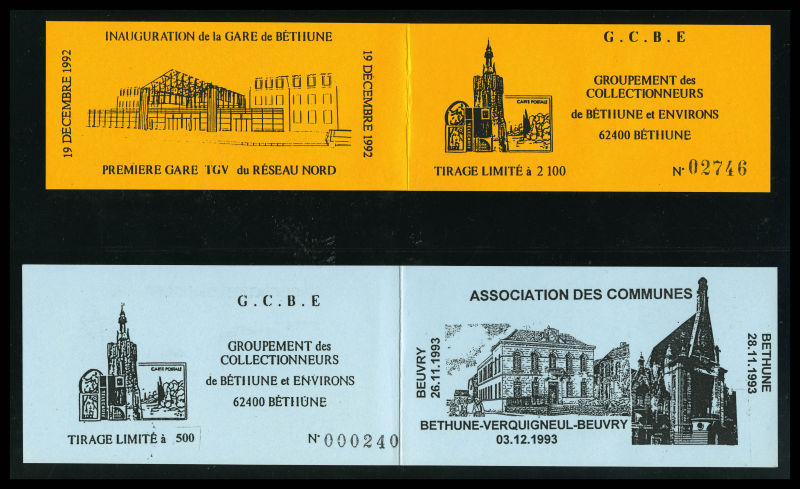 INAUGURATION de la GARE de BÉTHUNE
19 DÉCEMBRE 1992
19 DÉCEMBRE 1992
PREMIERE GARE TGV du RÉSEAU NORD
G . C . B . E
GROUPEMENT des
COLLECTIONNEURS
de BÉTHUNE et ENVIRONS
62400 BÉTHUNE
CARTE POSTALE
TIRAGE LIMITÉ à 2 100
N° 02746
G . C . B . E
GROUPEMENT des
COLLECTIONNEURS
de BÉTHUNE et ENVIRONS
62400 BÉTHUNE
CARTE POSTALE
TIRAGE LIMITÉ à 500
N° 000240
ASSOCIATION DES COMMUNES
BEUVRY
26.11.1993
BETHUNE
28.11.1993
BETHUNE-VERQUIGNEUL-BEUVRY
03.12.1993